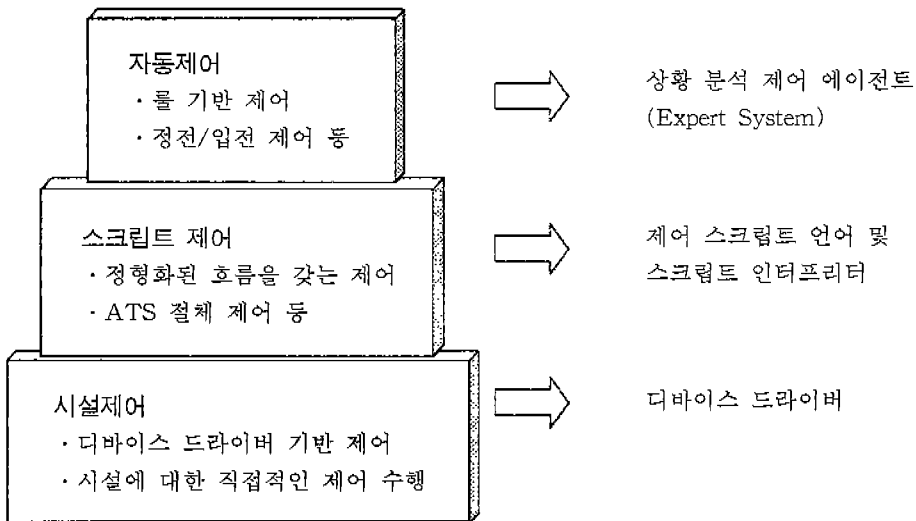 자동제어
· 룰 기반 제어
· 정전/입전 제어 등
상황 분석 제어 에이전트
(Expert System)
스크립트 제어
· 정형화된 흐름을 갖는 제어
· ATS 절체 제어 등
제어 스크립트 언어 및
스크립트 인터프리터
시설제어
· 디바이스 드라이버 기반 제어
· 시설에 대한 직접적인 제어 수행
디바이스 드라이버